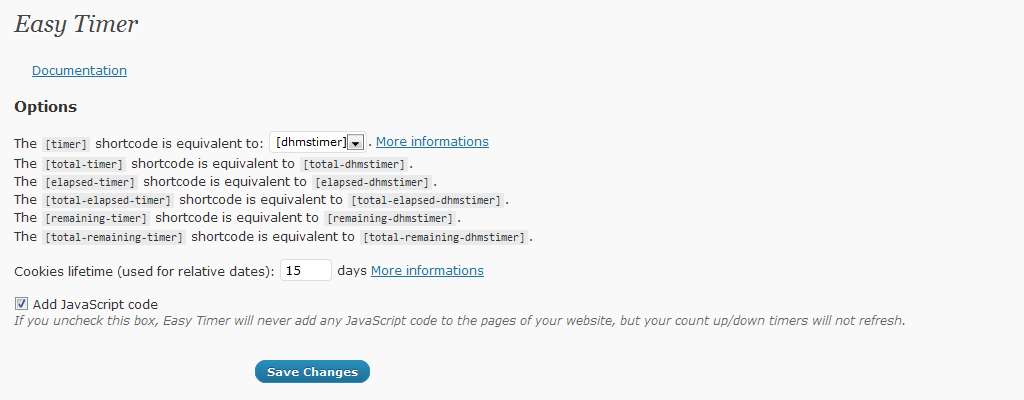 Easy Timer
Documentation
Options
The [timer] shortcode is equivalent to: [dhmstimer] . More informations
The [total-timer] shortcode is equivalent to [total-dhmstimer].
The [elapsed-timer] shortcode is equivalent to [elapsed-dhmstimer].
The [total-elapsed-timer] shortcode is equivalent to [total-elapsed-dhmstimer].
The [remaining-timer] shortcode is equivalent to [remaining-dhmstimer].
The [total-remaining-timer] shortcode is equivalent to [total-remaining-dhmstimer].
Cookies lifetime (used for relative dates): 15 days More informations
Add JavaScript code
If you uncheck this box, Easy Timer will never add any JavaScript code to the pages of your website, but your count up/down timers will not refresh.
Save Changes